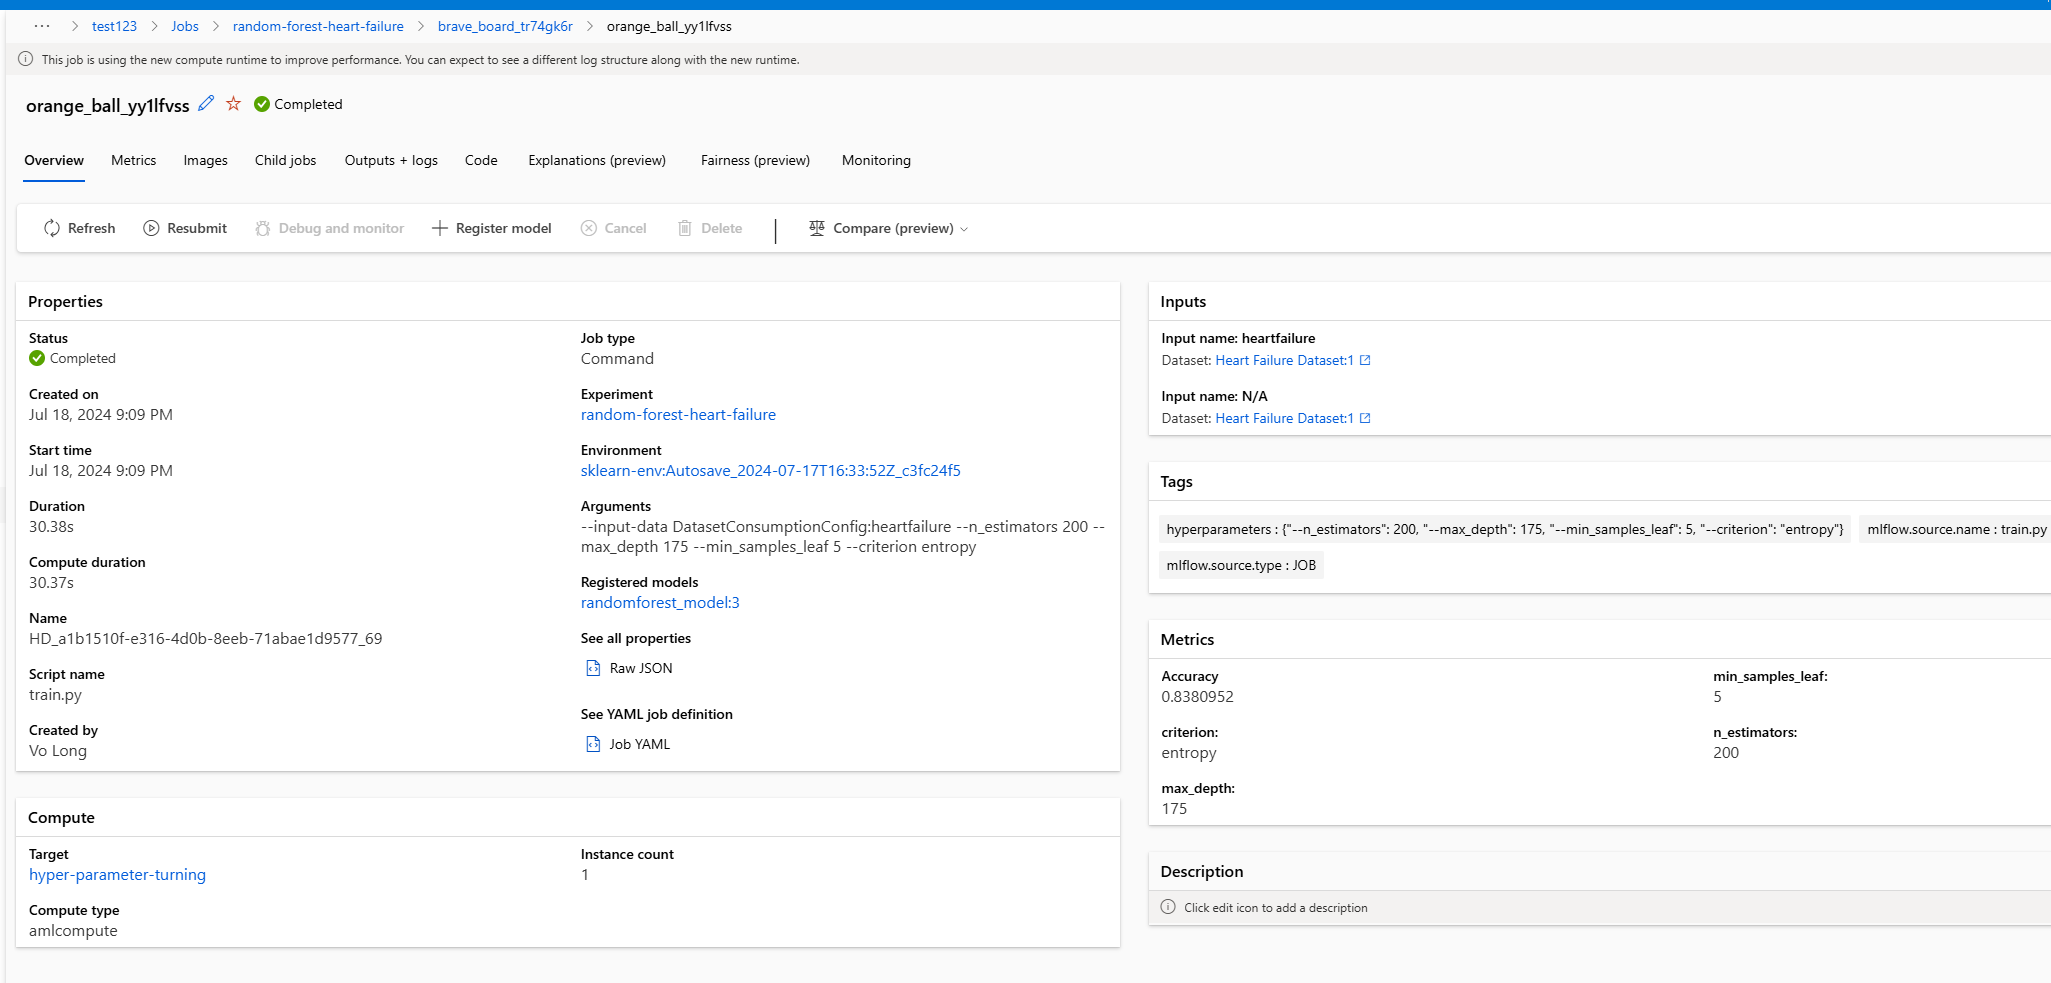 ··· > test123 > Jobs > random-forest-heart-failure > brave_board_tr74gk6r > orange_ball_yy1lfvss
This job is using the new compute runtime to improve performance. You can expect to see a different log structure along with the new runtime.
orange_ball_yy1lfvss Completed
Overview Metrics Images Child jobs Outputs + logs Code Explanations (preview) Fairness (preview) Monitoring
Refresh Resubmit Debug and monitor Register model Cancel Delete | Compare (preview)
Properties
Status
Completed
Created on
Jul 18, 2024 9:09 PM
Start time
Jul 18, 2024 9:09 PM
Duration
30.38s
Compute duration
30.37s
Name
HD_a1b1510f-e316-4d0b-8eeb-71abae1d9577_69
Script name
train.py
Created by
Vo Long
Job type
Command
Experiment
random-forest-heart-failure
Environment
sklearn-env:Autosave_2024-07-17T16:33:52Z_c3fc24f5
Arguments
--input-data DatasetConsumptionConfig:heartfailure --n_estimators 200 --
max_depth 175 --min_samples_leaf 5 --criterion entropy
Registered models
randomforest_model:3
See all properties
Raw JSON
See YAML job definition
Job YAML
Compute
Target
hyper-parameter-turning
Compute type
amlcompute
Instance count
1
Inputs
Input name: heartfailure
Dataset: Heart Failure Dataset:1
Input name: N/A
Dataset: Heart Failure Dataset:1
Tags
hyperparameters : {"--n_estimators": 200, "--max_depth": 175, "--min_samples_leaf": 5, "--criterion": "entropy"} mlflow.source.name : train.py
mlflow.source.type : JOB
Metrics
Accuracy
0.8380952
criterion:
entropy
max_depth:
175
min_samples_leaf:
5
n_estimators:
200
Description
Click edit icon to add a description